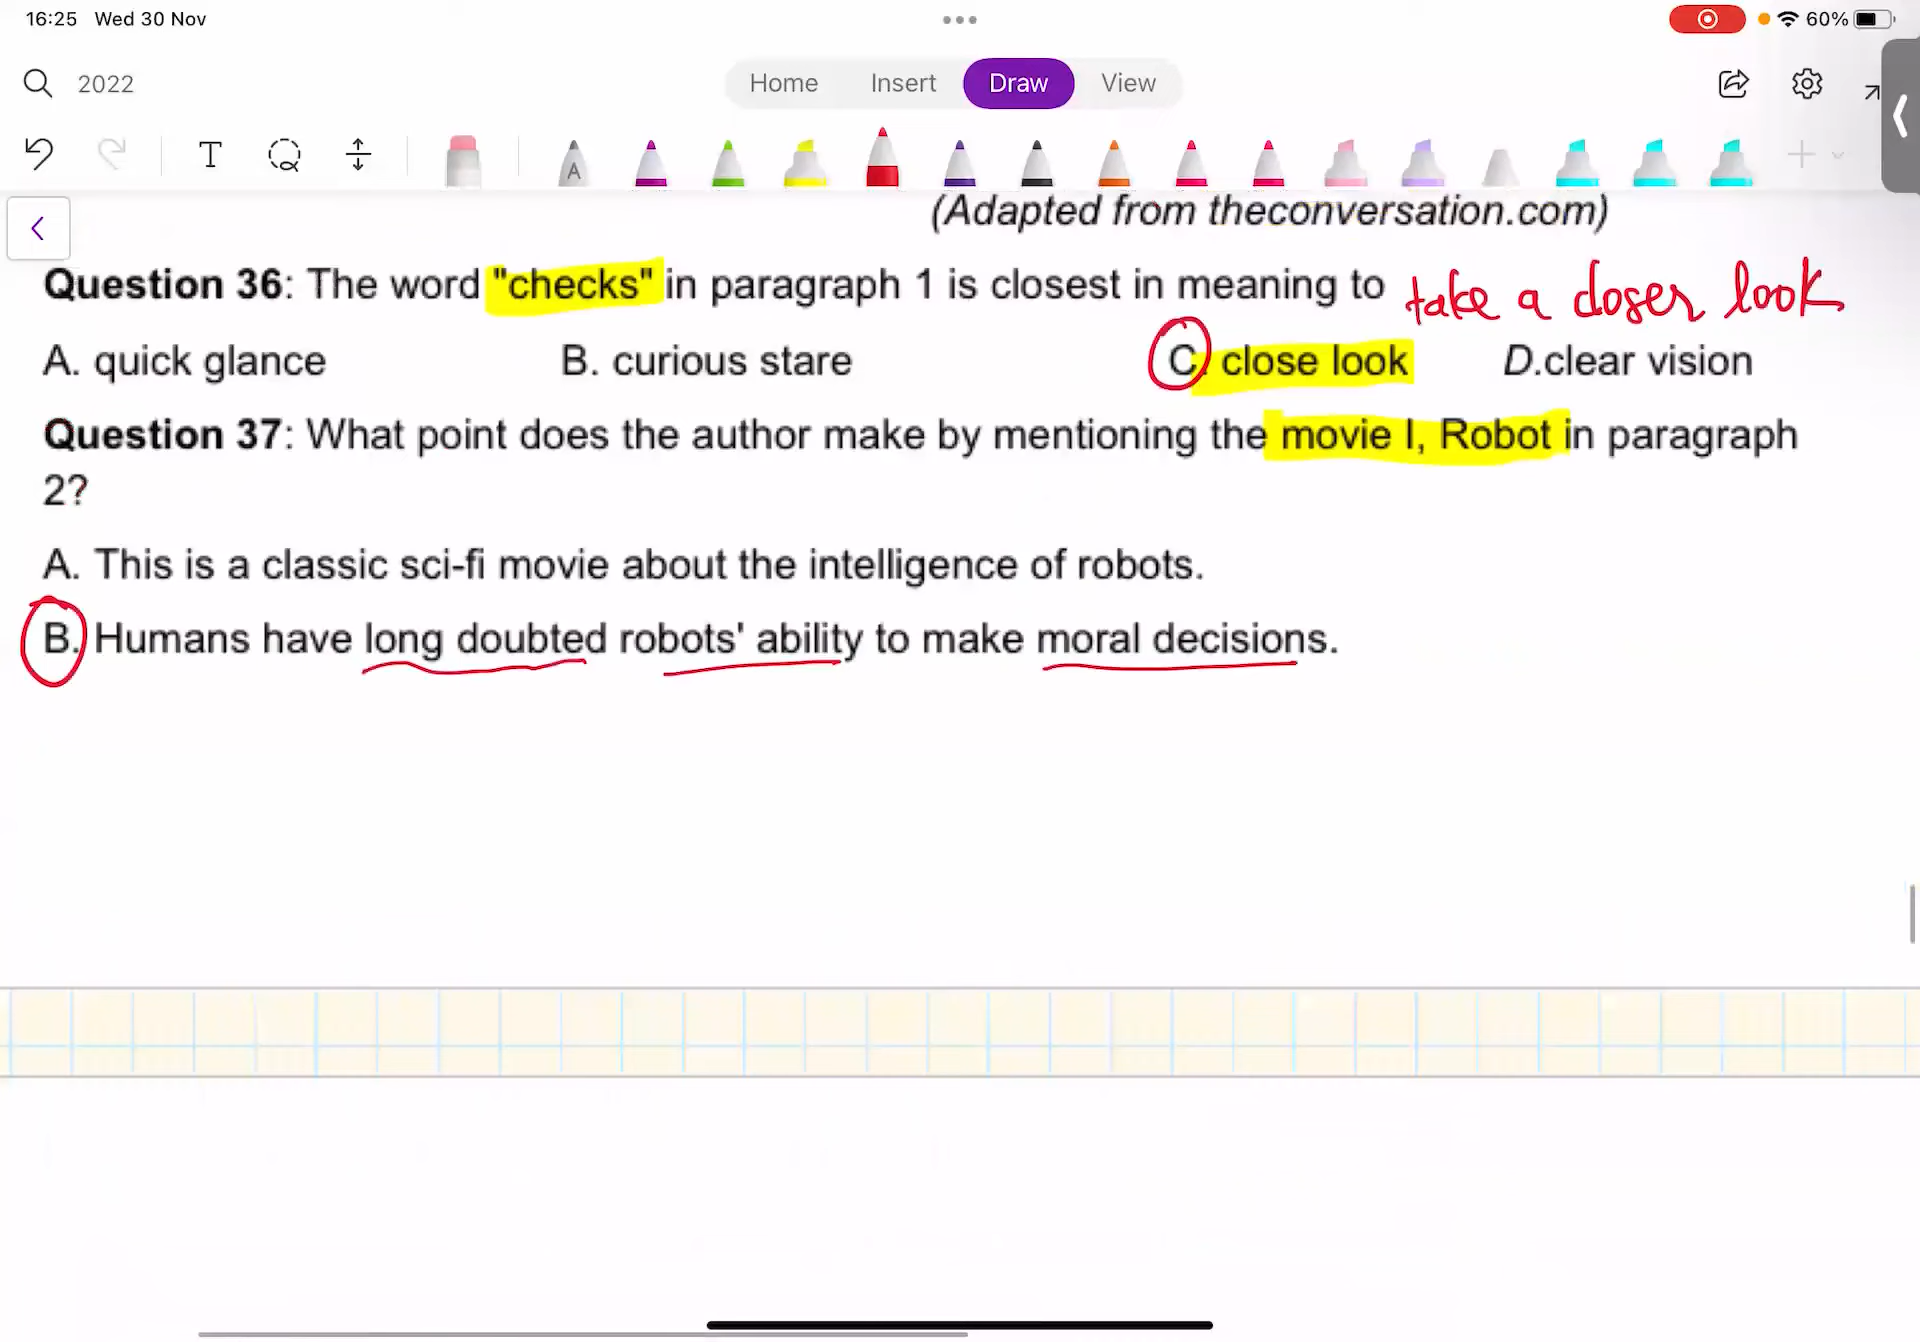 16:25 Wed 30 Nov
60%
2022
Home Insert Draw View
T
A
(Adapted from theconversation.com)
Question 36: The word "checks" in paragraph 1 is closest in meaning to take a closer look
A. quick glance B. curious stare C. close look D.clear vision
Question 37: What point does the author make by mentioning the movie I, Robot in paragraph
2?
A. This is a classic sci-fi movie about the intelligence of robots.
B. Humans have long doubted robots' ability to make moral decisions.